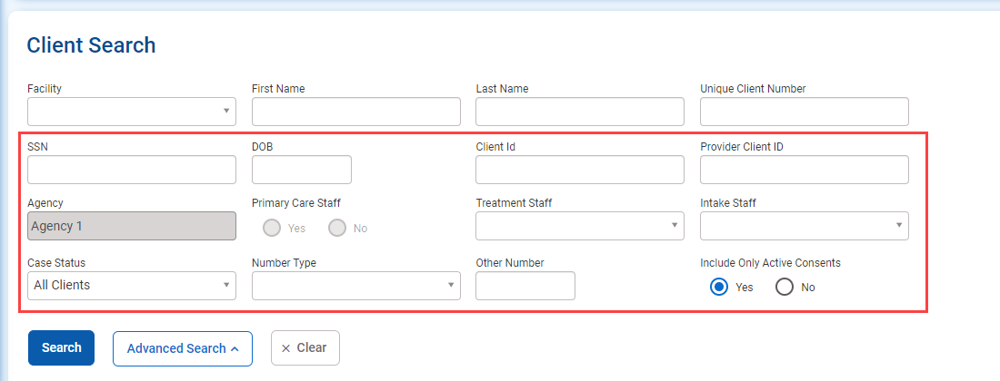 Client Search
Facility First Name Last Name Unique Client Number
SSN DOB Client Id Provider Client ID
Agency Primary Care Staff Treatment Staff Intake Staff
Agency 1 Yes No
Case Status Number Type Other Number Include Only Active Consents
All Clients Yes No
Search Advanced Search Clear